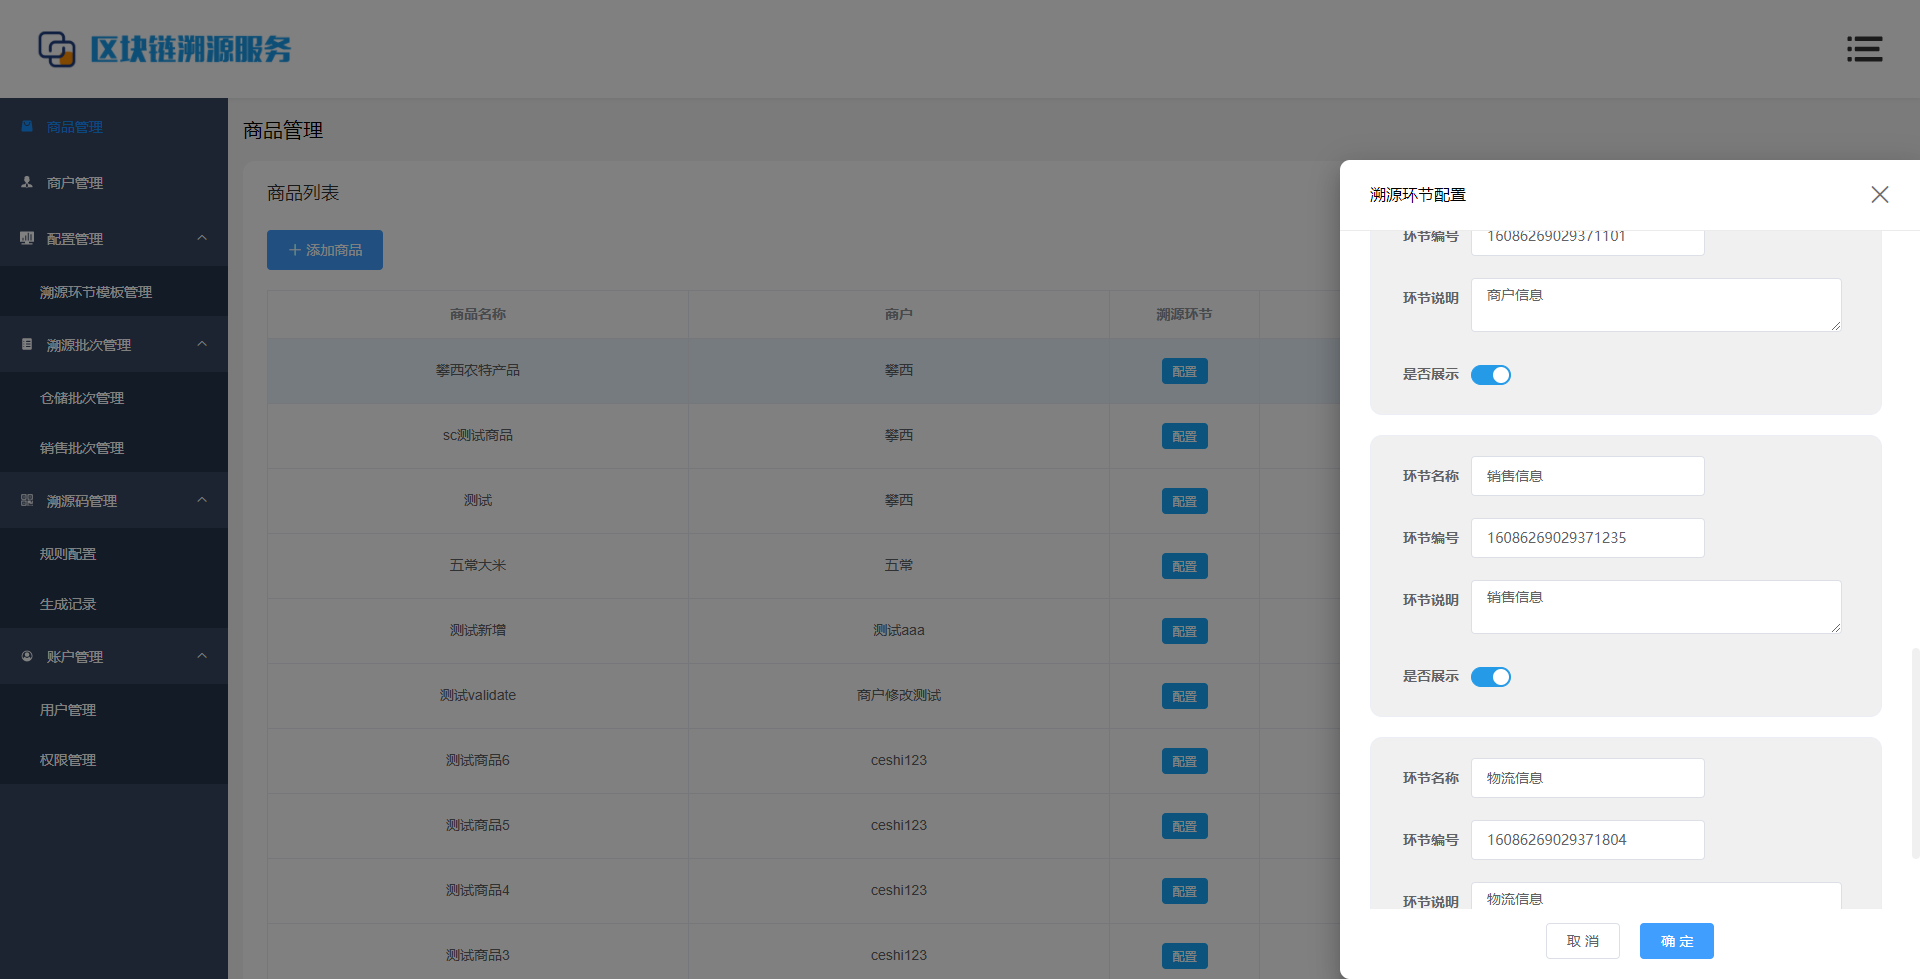 区块链溯源服务
商品管理
商户管理
配置管理
溯源环节模板管理
溯源批次管理
仓储批次管理
销售批次管理
溯源码管理
规则配置
生成记录
账户管理
用户管理
权限管理
商品管理
商品列表
添加商品
商品名称 商户 溯源环节
攀西农特产品 攀西 配置
sc测试商品 攀西 配置
测试 攀西 配置
五常大米 五常 配置
测试新增 测试aaa 配置
测试validate 商户修改测试 配置
测试商品6 ceshi123 配置
测试商品5 ceshi123 配置
测试商品4 ceshi123 配置
测试商品3 ceshi123 配置
溯源环节配置
环节编号 16086269029371101
环节说明 商户信息
是否展示
环节名称 销售信息
环节编号 16086269029371235
环节说明 销售信息
是否展示
环节名称 物流信息
环节编号 16086269029371804
环节说明 物流信息
取消 确定